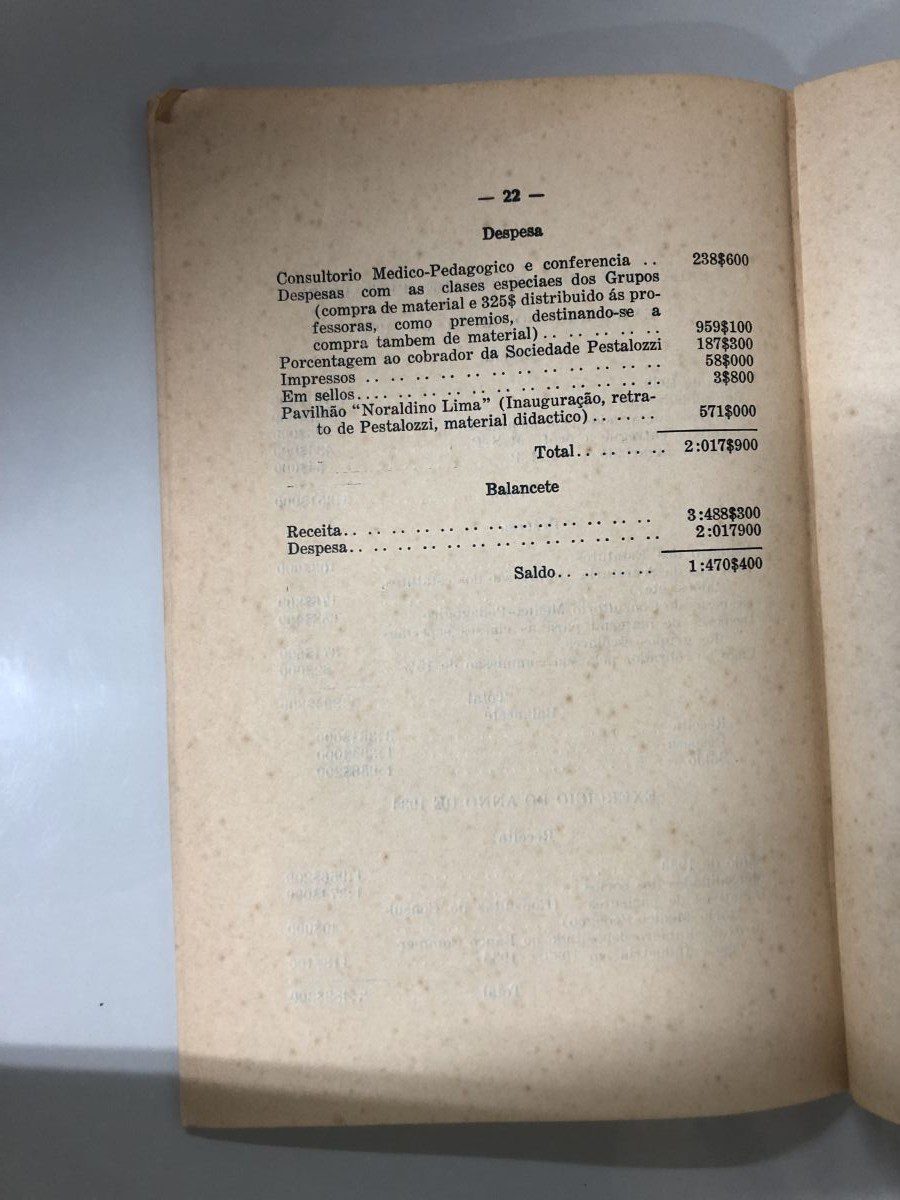 — 22 —
Despesa
Consultorio Medico-Pedagogico e conferencia .. 238$600
Despesas com as clases especiaes dos Grupos
(compra de material e 325$ distribuido ás pro-
fessoras, como premios, destinando-se a
compra tambem de material) .. .. .. .. .. 959$100
Porcentagem ao cobrador da Sociedade Pestalozzi 187$300
Impressos .. .. .. .. .. .. .. .. .. .. .. .. 58$000
Em sellos.. .. .. .. .. .. .. .. .. .. .. .. .. 3$800
Pavilhão “Noraldino Lima” (Inauguração, retra-
to de Pestalozzi, material didactico) .. .. .. 571$000
Total.. .. .. .. 2:017$900
Balancete
Receita.. .. .. .. .. .. .. .. .. .. .. .. .. 3:488$300
Despesa.. .. .. .. .. .. .. .. .. .. .. .. .. 2:017900
Saldo.. .. .. .. 1:470$400